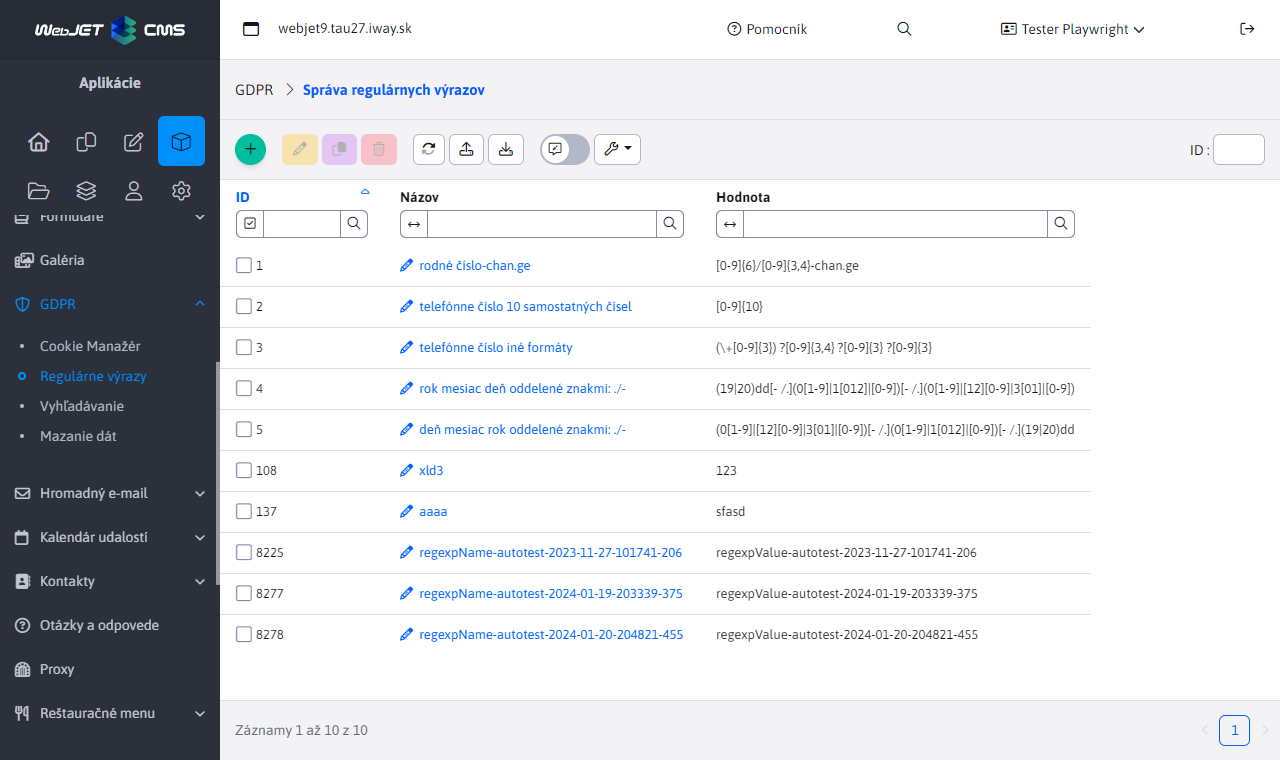 WebJET CMS
webjet9.tau27.iway.sk
Pomocník
Tester Playwright
Aplikácie
Formuláre
Galéria
GDPR
Cookie Manažér
Regulárne výrazy
Vyhľadávanie
Mazanie dát
Hromadný e-mail
Kalendár udalostí
Kontakty
Otázky a odpovede
Proxy
Reštauračné menu
GDPR > Správa regulárnych výrazov
ID :
ID Názov Hodnota
1 rodné číslo-chan.ge [0-9]{6}/[0-9]{3,4}-chan.ge
2 telefónne číslo 10 samostatných čísel [0-9]{10}
3 telefónne číslo iné formáty (\+[0-9]{3}) ?[0-9]{3,4} ?[0-9]{3} ?[0-9]{3}
4 rok mesiac deň oddelené znakmi: ./- (19|20)dd[- /.](0[1-9]|1[012]|[0-9])[- /.](0[1-9]|[12][0-9]|3[01]|[0-9])
5 deň mesiac rok oddelené znakmi: ./- (0[1-9]|[12][0-9]|3[01]|[0-9])[- /.](0[1-9]|1[012]|[0-9])[- /.](19|20)dd
108 xld3 123
137 aaaa sfasd
8225 regexpName-autotest-2023-11-27-101741-206 regexpValue-autotest-2023-11-27-101741-206
8277 regexpName-autotest-2024-01-19-203339-375 regexpValue-autotest-2024-01-19-203339-375
8278 regexpName-autotest-2024-01-20-204821-455 regexpValue-autotest-2024-01-20-204821-455
Záznamy 1 až 10 z 10
1